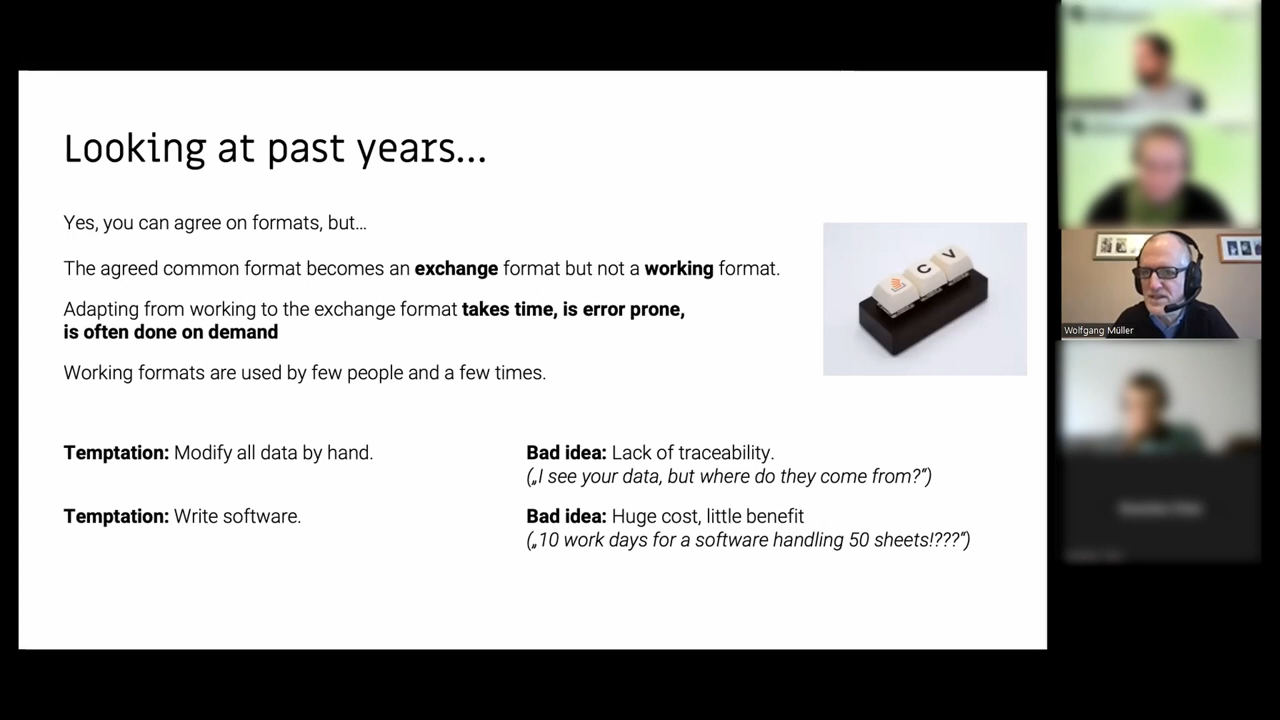 Looking at past years...
Yes, you can agree on formats, but...
The agreed common format becomes an exchange format but not a working format.
Adapting from working to the exchange format takes time, is error prone,
is often done on demand
Working formats are used by few people and a few times.
C V
Temptation: Modify all data by hand.
Bad idea: Lack of traceability.
(„I see your data, but where do they come from?“)
Temptation: Write software.
Bad idea: Huge cost, little benefit
(„10 work days for a software handling 50 sheets!???“)
Wolfgang Müller